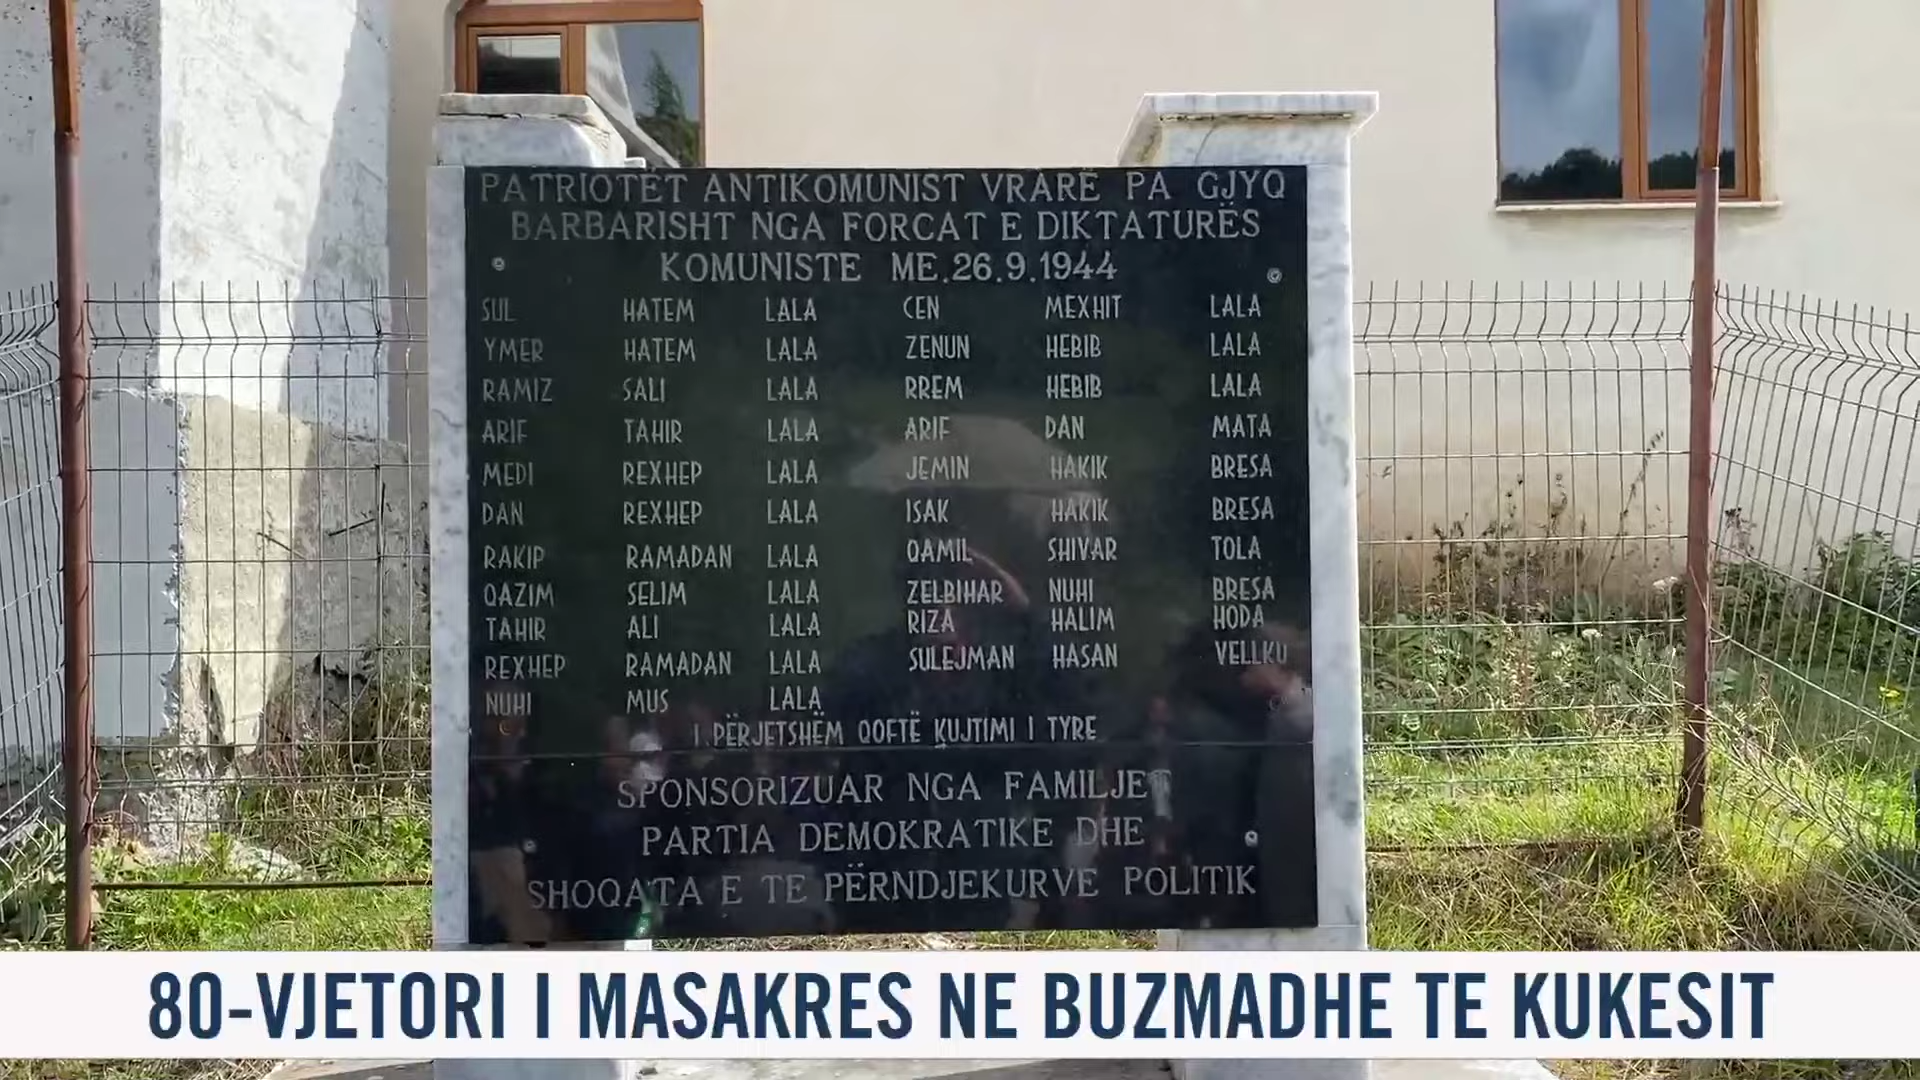 PATRIOTËT ANTIKOMUNIST VRARË PA GJYQ
BARBARISHT NGA FORCAT E DIKTATURËS
KOMUNISTE ME.26.9.1944
SUL HATEM LALA CEN MEXHIT LALA
YMER HATEM LALA ZENUN HEBIB LALA
RAMIZ SALI LALA RREM HEBIB LALA
ARIF TAHIR LALA ARIF DAN MATA
MEDI REXHEP LALA JEMIN HAKIK BRESA
DAN REXHEP LALA ISAK HAKIK BRESA
RAKIP RAMADAN LALA QAMIL SHIVAR TOLA
QAZIM SELIM LALA ZELBIHAR NUHI BRESA
TAHIR ALI LALA RIZA HALIM HODA
REXHEP RAMADAN LALA SULEJMAN HASAN VELLKU
NUHI MUS LALA
I PËRJETSHËM QOFTË KUJTIMI I TYRE
SPONSORIZUAR NGA FAMILJET
PARTIA DEMOKRATIKE DHE
SHOQATA E TE PËRNDJEKURVE POLITIK
80-VJETORI I MASAKRES NE BUZMADHE TE KUKESIT